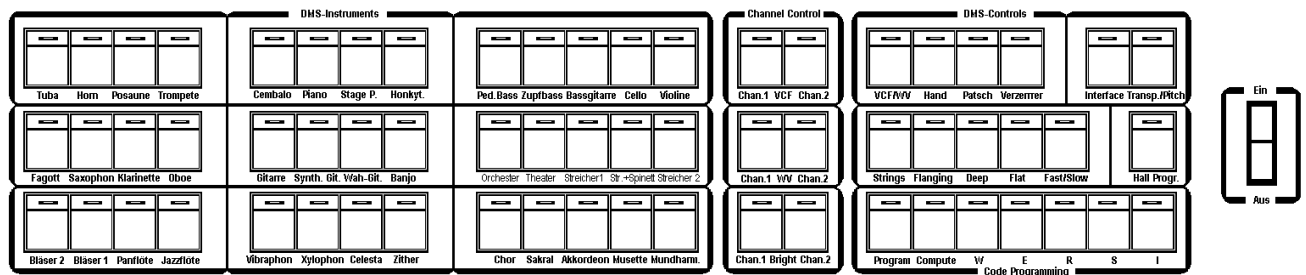 DMS-Instruments Channel Control DMS-Controls
Tuba Horn Posaune Trompete Cembalo Piano Stage P. Honkyt. Ped.Bass Zupfbass Bassgitarre Cello Violine Chan.1 VCF Chan.2 VCF/WV Hand Patsch Verzerrrer Interface Transp./Pitch Ein
Fagott Saxophon Klarinette Oboe Gitarre Synth. Git. Wah-Git. Banjo Orchester Theater Streicher1 Str.+Spinett Streicher 2 Chan.1 WV Chan.2 Strings Flanging Deep Flat Fast/Slow Hall Progr.
Aus
Bläser 2 Bläser 1 Panflöte Jazzflöte Vibraphon Xylophon Celesta Zither Chor Sakral Akkordeon Musette Mundharm. Chan.1 Bright Chan.2 Program Compute W E R S I
Code Programming